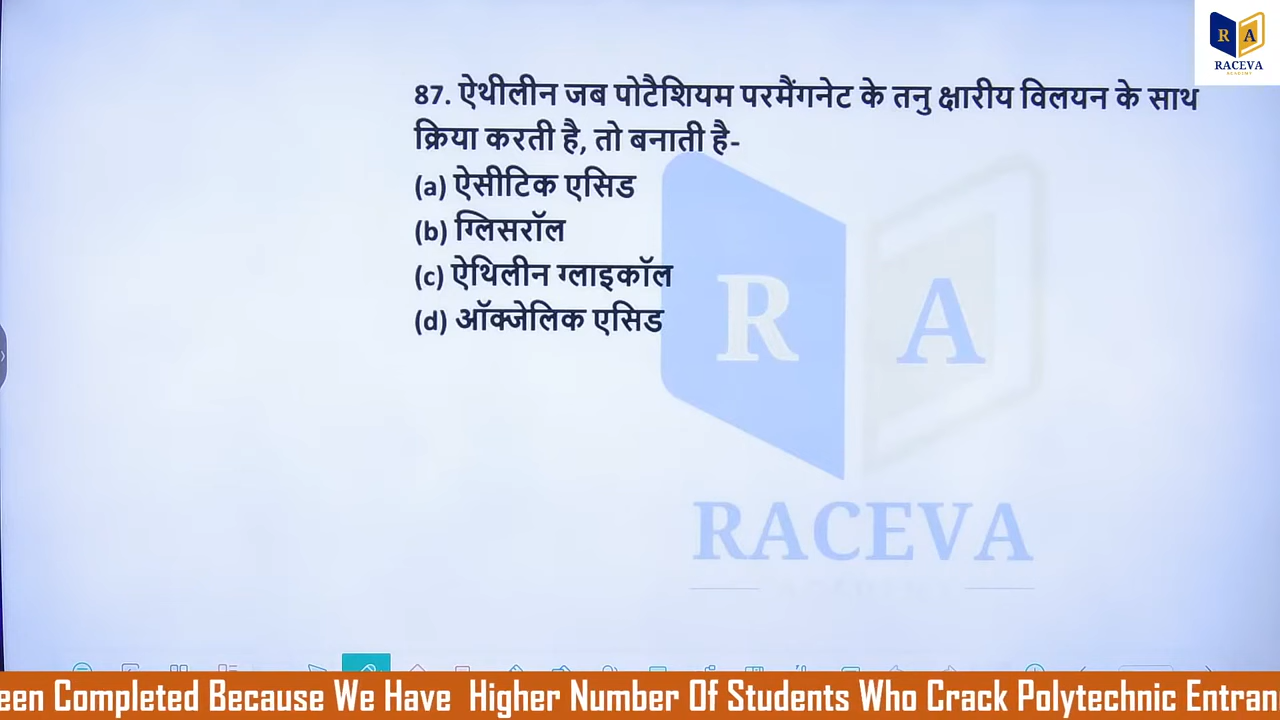 R A
RACEVA
ACADEMY
87. ऐथीलीन जब पोटैशियम परमैंगनेट के तनु क्षारीय विलयन के साथ
क्रिया करती है, तो बनाती है-
(a) ऐसीटिक एसिड
(b) ग्लिसरॉल
(c) ऐथिलीन ग्लाइकॉल
(d) ऑक्जेलिक एसिड
R A
RACEVA
een Completed Because We Have Higher Number Of Students Who Crack Polytechnic Entran